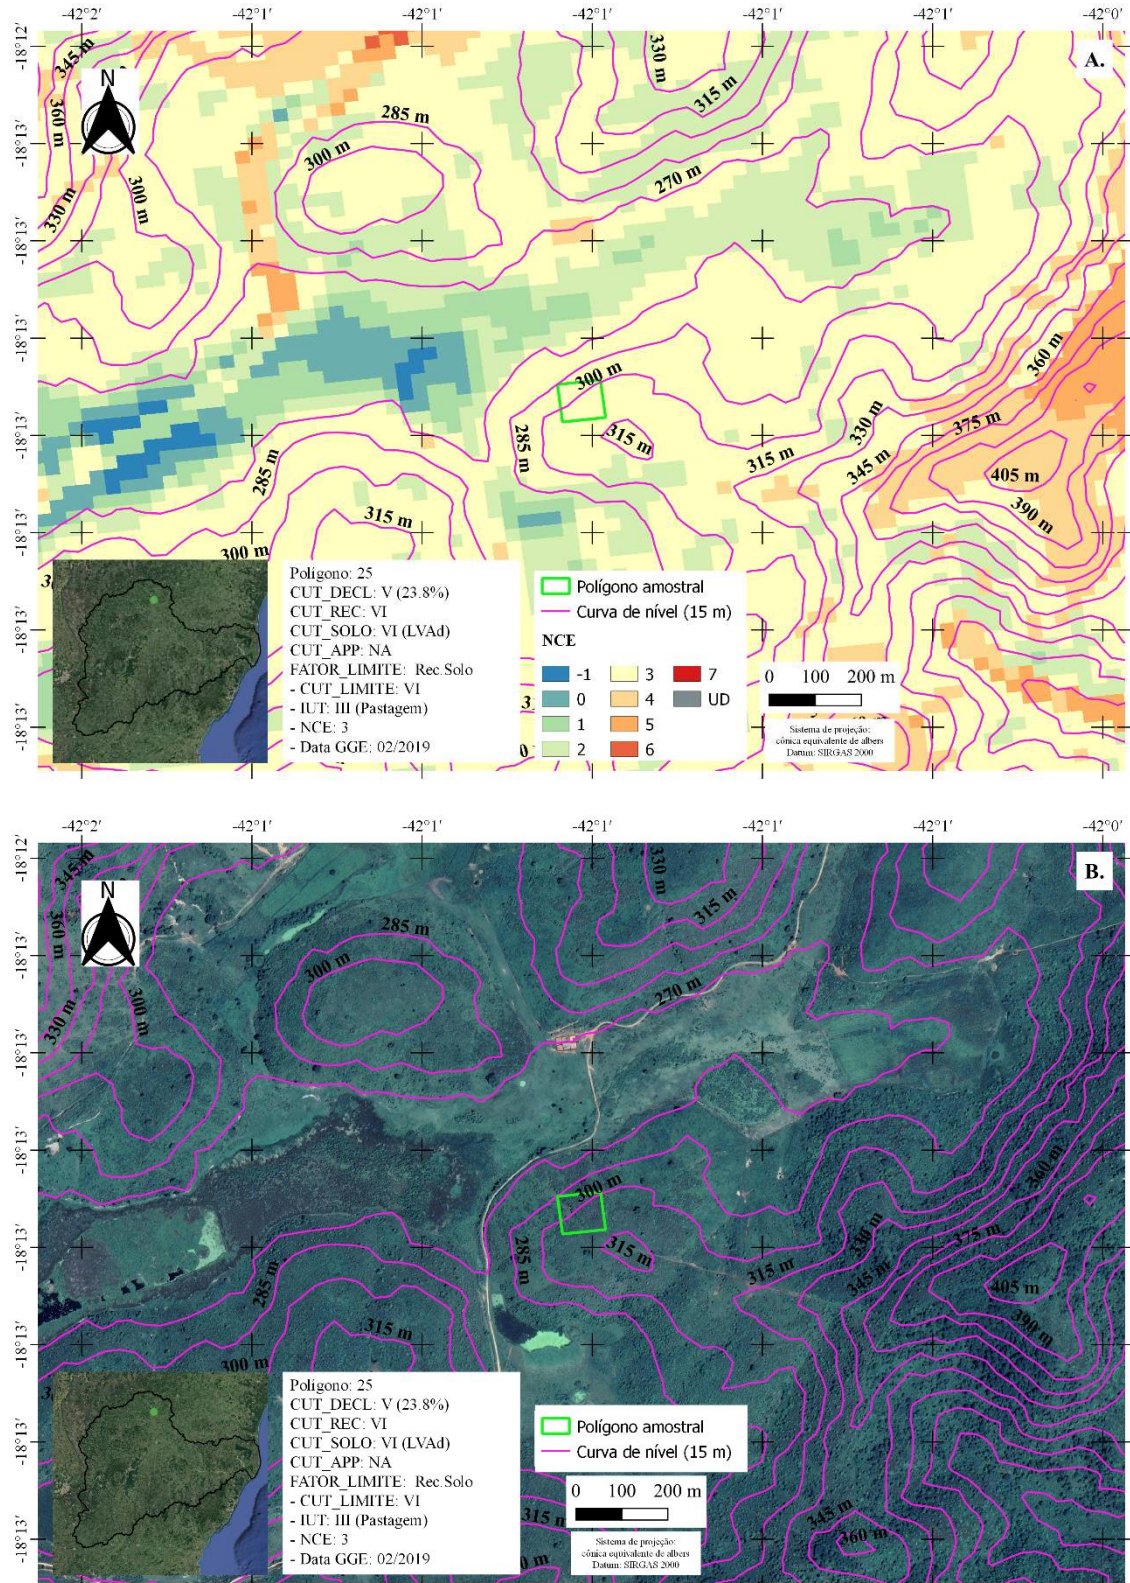 -42°2' -42°1' -42°1' -42°1' -42°1' -42°1' -42°0'
-18°12'
-18°13'
-18°13'
-18°13'
-18°13'
-18°13'
-18°13'
-18°13'
A.
N
345 m
360 m
330 m
300 m
285 m
300 m
330 m
315 m
270 m
300 m
315 m
285 m
285 m
315 m
300 m
315 m
330 m
345 m
360 m
375 m
405 m
390 m
Polígono: 25
CUT_DECL: V (23.8%)
CUT_REC: VI
CUT_SOLO: VI (LVAd)
CUT_APP: NA
FATOR_LIMITE: Rec.Solo
- CUT_LIMITE: VI
- IUT: III (Pastagem)
- NCE: 3
- Data GGE: 02/2019
Polígono amostral
Curva de nível (15 m)
NCE
-1 3 7
0 4 UD
1 5
2 6
0 100 200 m
Sistema de projeção:
cônica equivalente de albers
Datum: SIRGAS 2000
-42°2' -42°1' -42°1' -42°1' -42°1' -42°1' -42°0'
-18°12'
-18°13'
-18°13'
-18°13'
-18°13'
-18°13'
-18°13'
-18°13'
B.
N
345 m
360 m
330 m
300 m
285 m
300 m
330 m
315 m
270 m
300 m
315 m
285 m
285 m
315 m
300 m
315 m
330 m
345 m
360 m
375 m
405 m
390 m
345 m
360 m
315 m
Polígono: 25
CUT_DECL: V (23.8%)
CUT_REC: VI
CUT_SOLO: VI (LVAd)
CUT_APP: NA
FATOR_LIMITE: Rec.Solo
- CUT_LIMITE: VI
- IUT: III (Pastagem)
- NCE: 3
- Data GGE: 02/2019
Polígono amostral
Curva de nível (15 m)
0 100 200 m
Sistema de projeção:
cônica equivalente de albers
Datum: SIRGAS 2000